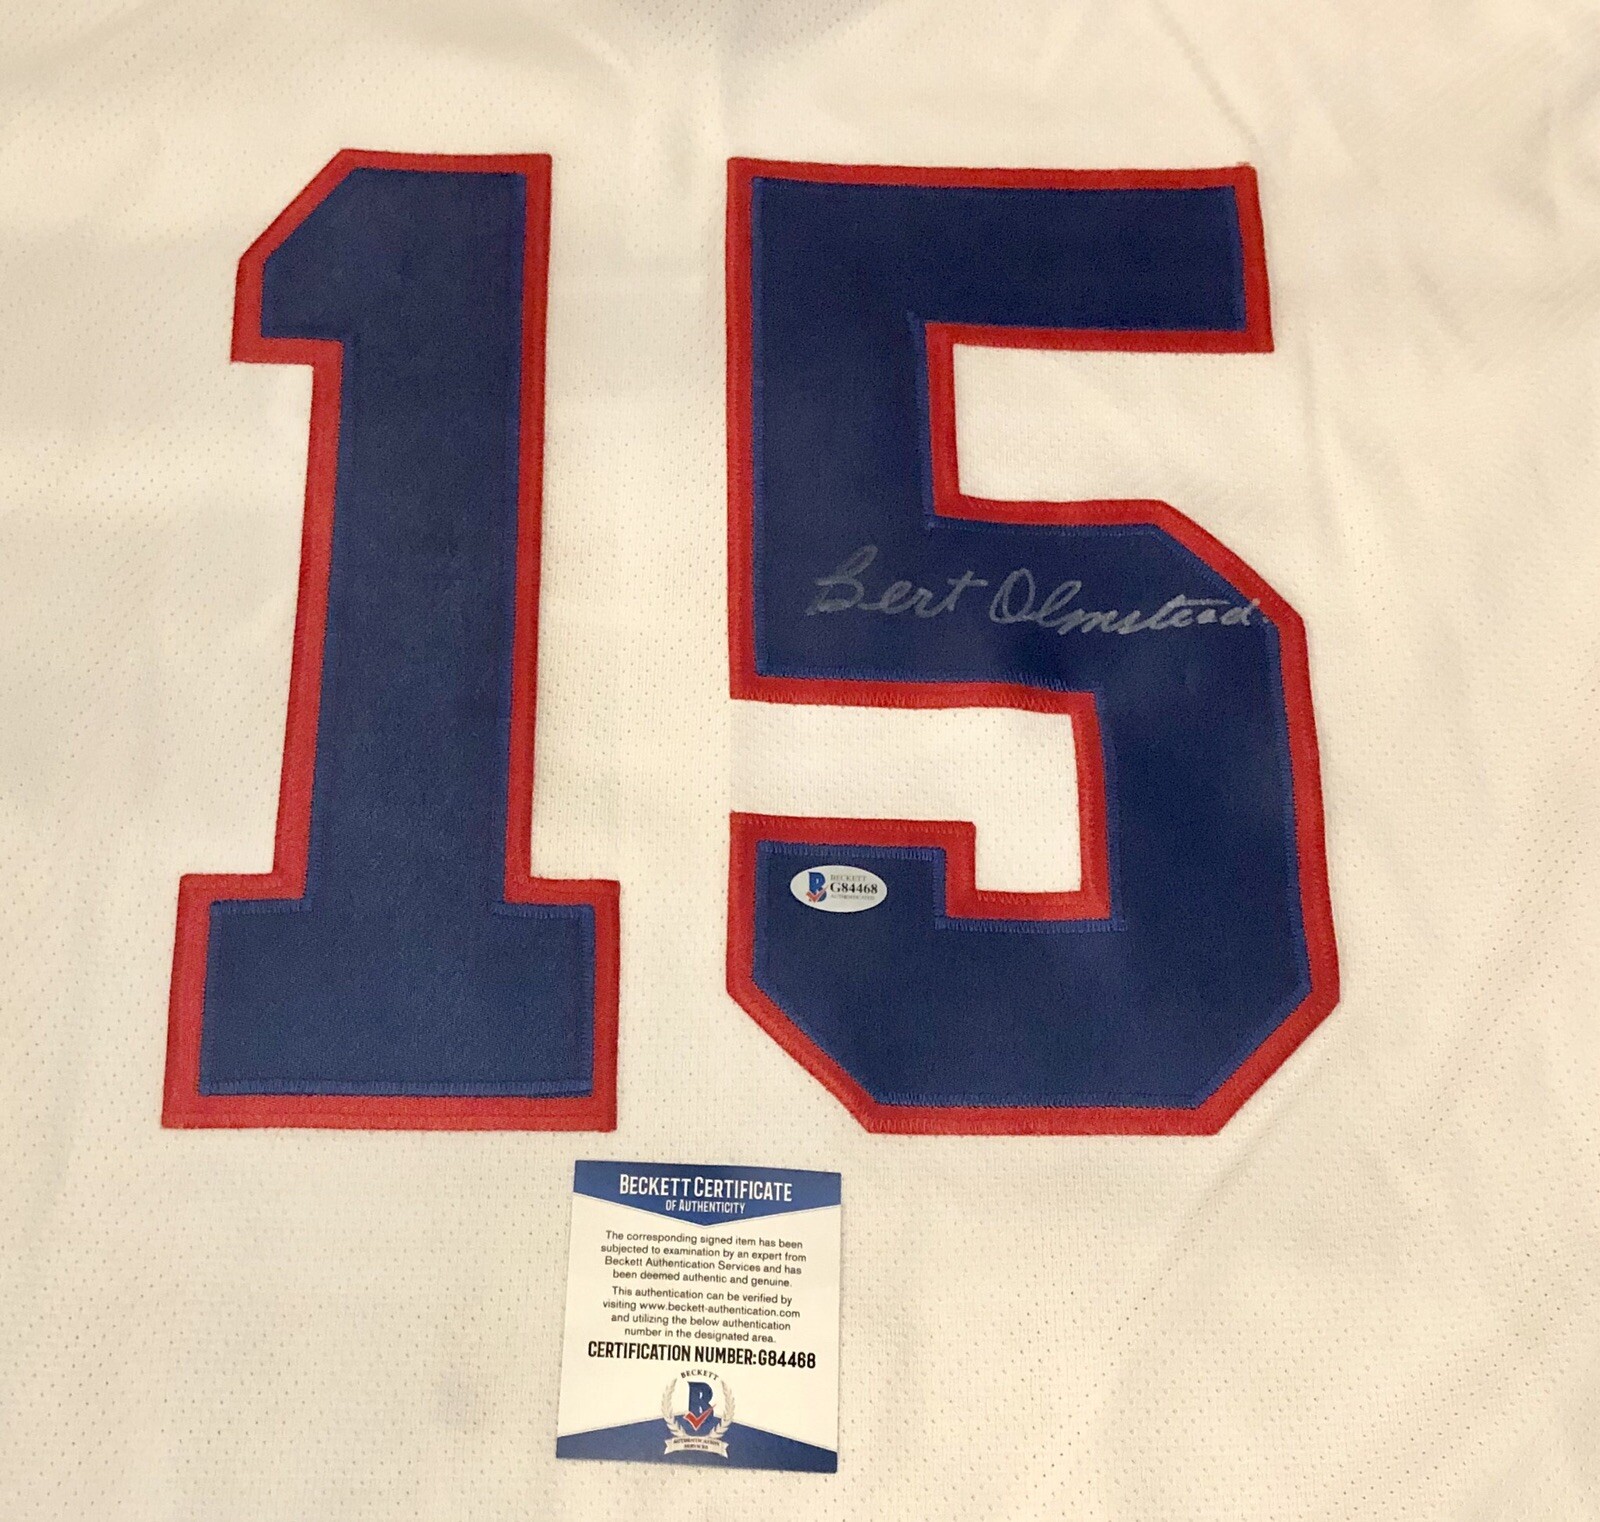 15
Bert Olmstead
BECKETT
G84468
AUTHENTICATED
BECKETT CERTIFICATE
OF AUTHENTICITY
The corresponding signed item has been
subjected to examination by an expert from
Beckett Authentication Services and has
been deemed authentic and genuine.
This authentication can be verified by
visiting www.beckett-authentication.com
and utilizing the below authentication
number in the designated area.
CERTIFICATION NUMBER:G84468
BECKETT
B
AUTHENTICATION
SERVICES